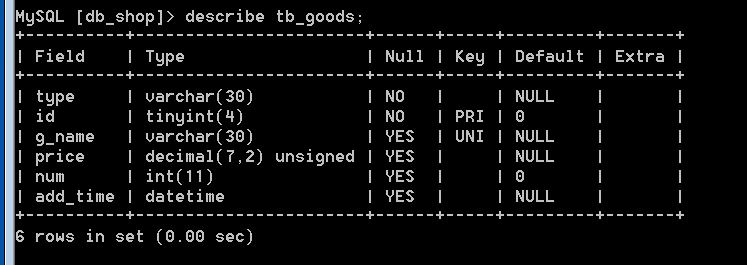 MySQL [db_shop]> describe tb_goods;
+----------+-----------------------+------+-----+---------+-------+
| Field    | Type                  | Null | Key | Default | Extra |
+----------+-----------------------+------+-----+---------+-------+
| type     | varchar(30)           | NO   |     | NULL    |       |
| id       | tinyint(4)            | NO   | PRI | 0       |       |
| g_name   | varchar(30)           | YES  | UNI | NULL    |       |
| price    | decimal(7,2) unsigned | YES  |     | NULL    |       |
| num      | int(11)               | YES  |     | 0       |       |
| add_time | datetime              | YES  |     | NULL    |       |
+----------+-----------------------+------+-----+---------+-------+
6 rows in set (0.00 sec)